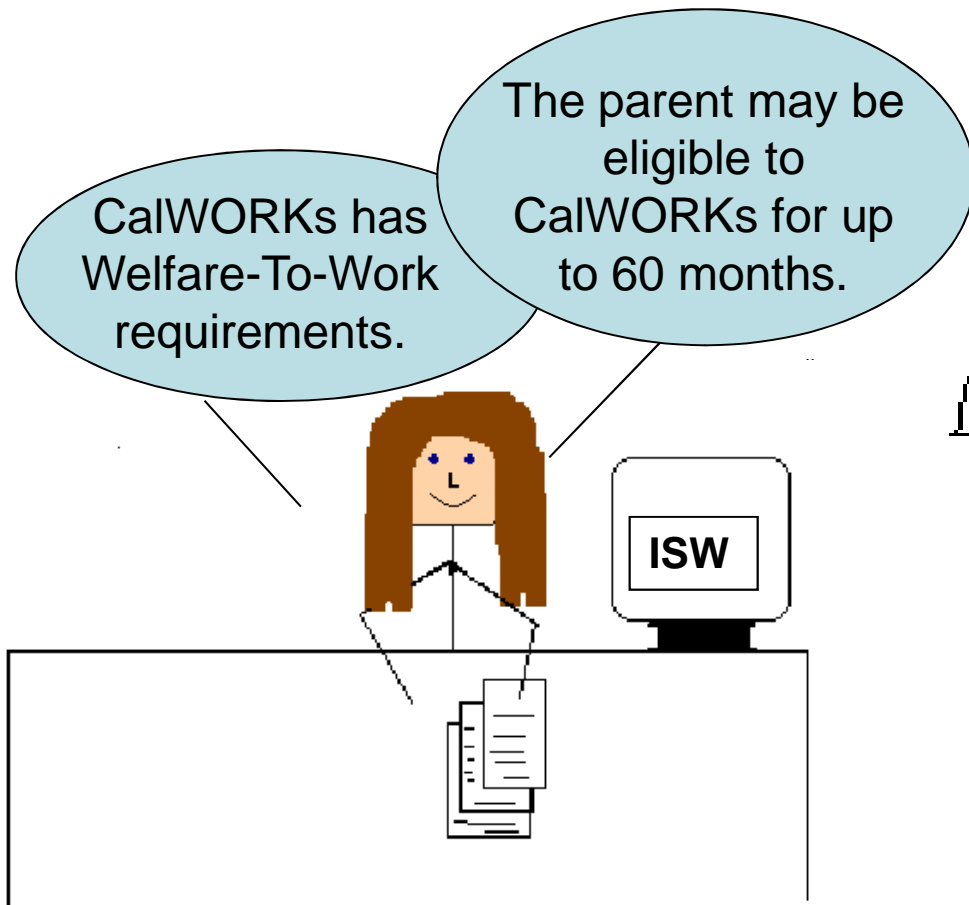 CalWORKs has
Welfare-To-Work
requirements.
The parent may be
eligible to
CalWORKs for up
to 60 months.
ISW